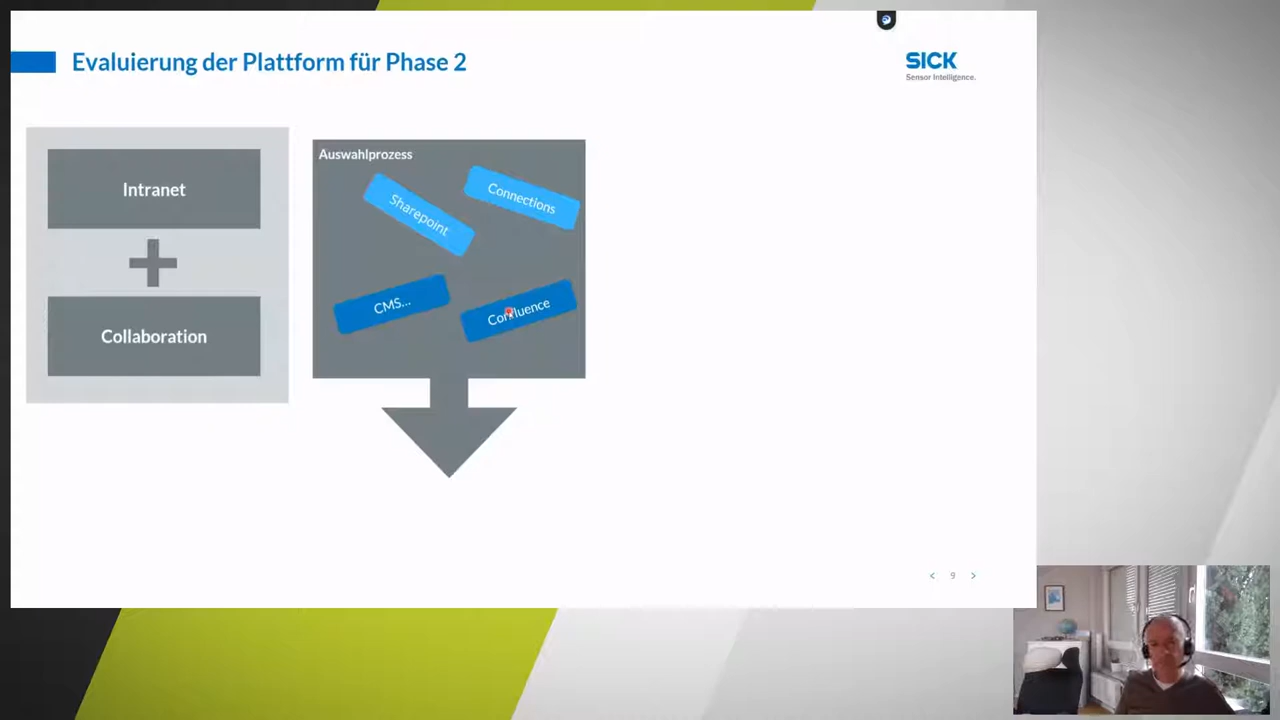 Evaluierung der Plattform für Phase 2
SICK
Sensor Intelligence.
Intranet
Collaboration
Auswahlprozess
Sharepoint
Connections
CMS...
Confluence
< 9 >